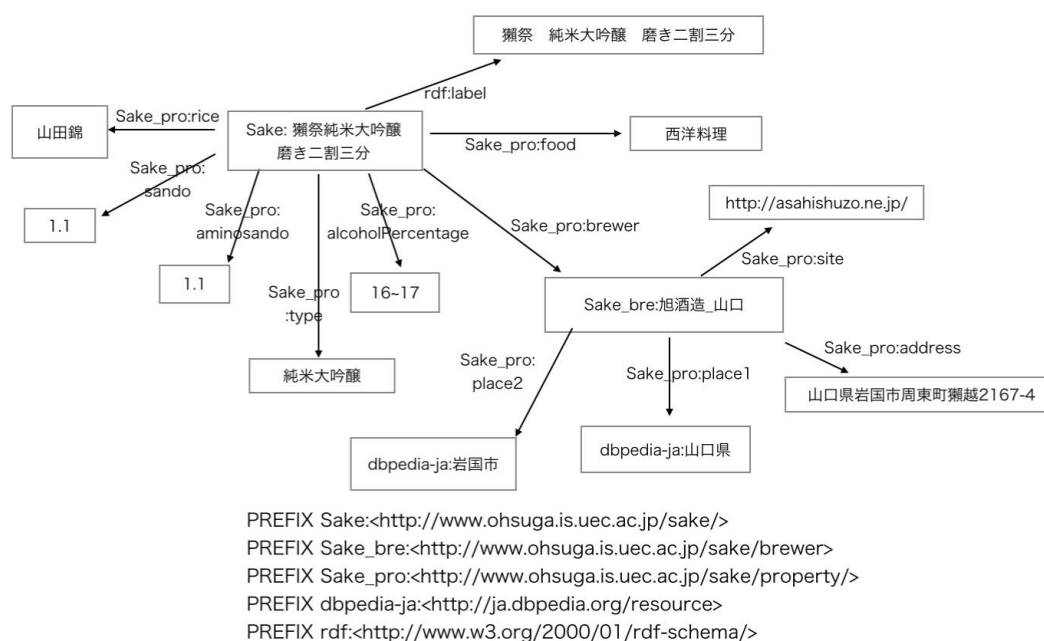 獺祭　純米大吟醸　磨き二割三分
rdf:label
山田錦
Sake_pro:rice
Sake: 獺祭純米大吟醸
磨き二割三分
Sake_pro:food
西洋料理
Sake_pro:
sando
1.1
Sake_pro:
aminosando
1.1
Sake_pro
:type
純米大吟醸
Sake_pro:
alcoholPercentage
16~17
Sake_pro:brewer
http://asahishuzo.ne.jp/
Sake_pro:site
Sake_bre:旭酒造_山口
Sake_pro:
place2
dbpedia-ja:岩国市
Sake_pro:place1
dbpedia-ja:山口県
Sake_pro:address
山口県岩国市周東町獺越2167-4
PREFIX Sake:<http://www.ohsuga.is.uec.ac.jp/sake/>
PREFIX Sake_bre:<http://www.ohsuga.is.uec.ac.jp/sake/brewer>
PREFIX Sake_pro:<http://www.ohsuga.is.uec.ac.jp/sake/property/>
PREFIX dbpedia-ja:<http://ja.dbpedia.org/resource>
PREFIX rdf:<http://www.w3.org/2000/01/rdf-schema/>